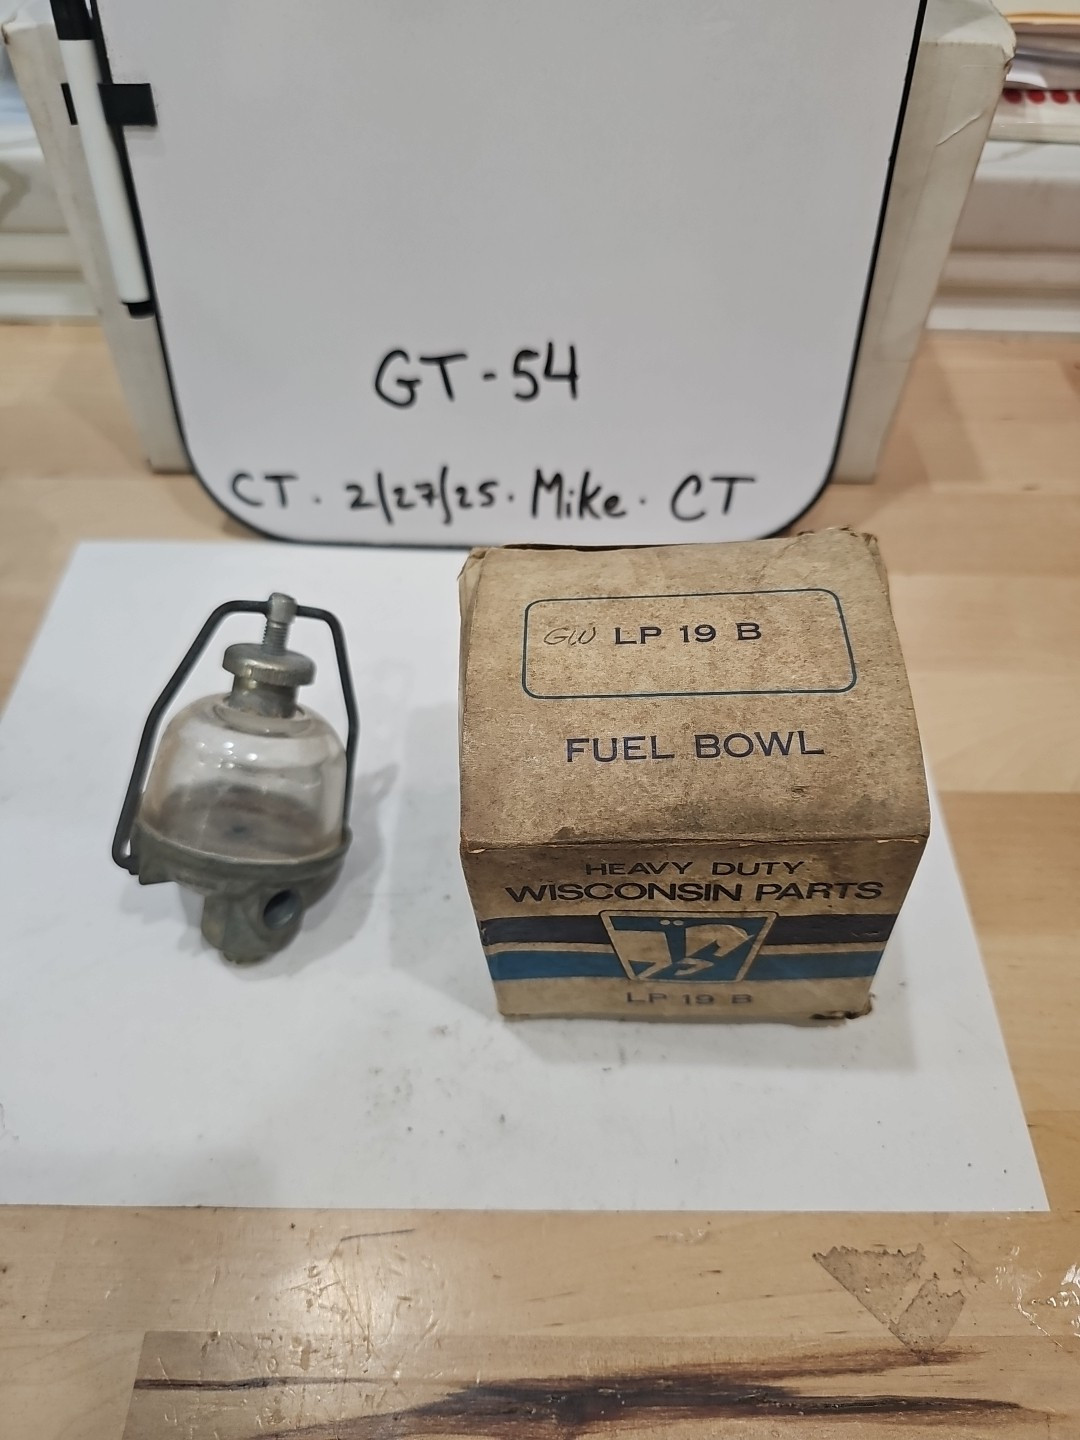 GT-54
CT. 2/27/25. Mike. CT
GW LP 19 B
FUEL BOWL
HEAVY DUTY
WISCONSIN PARTS
LP 19 B